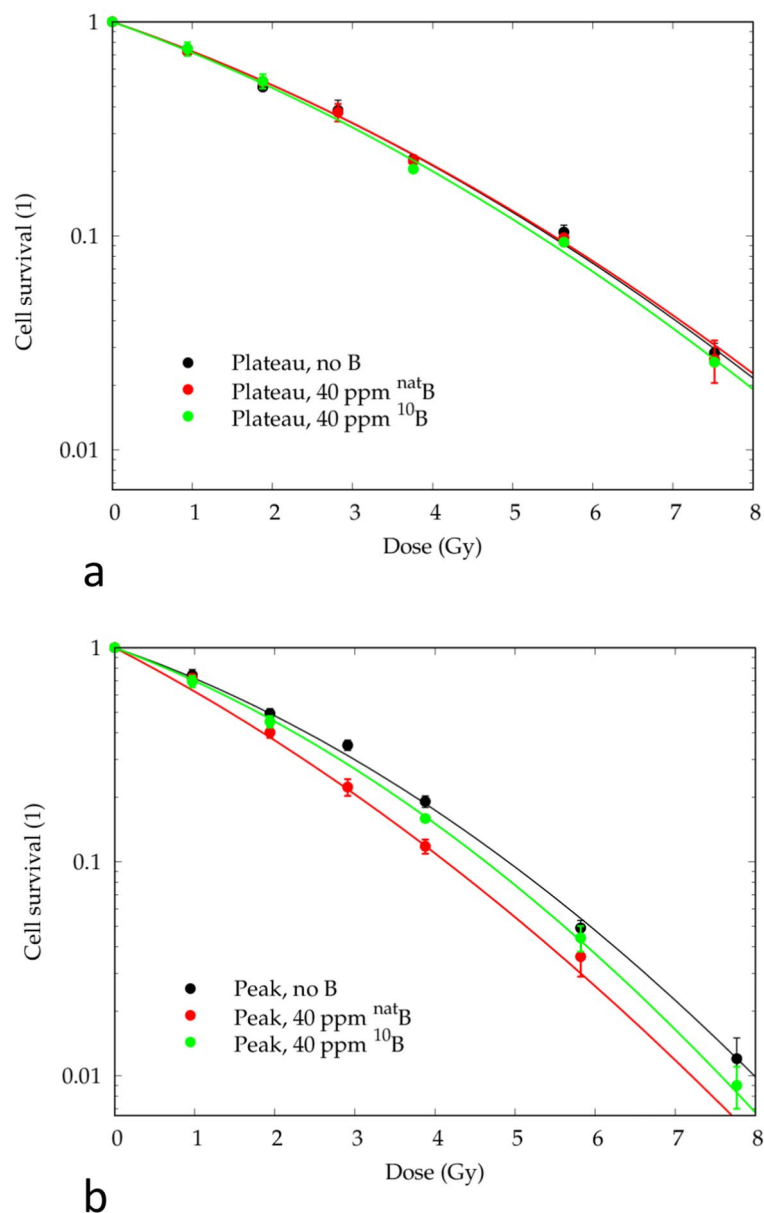 1
0.1
0.01
Cell survival (1)
Plateau, no B
Plateau, 40 ppm natB
Plateau, 40 ppm 10B
0 1 2 3 4 5 6 7 8
Dose (Gy)
a
1
0.1
0.01
Cell survival (1)
Peak, no B
Peak, 40 ppm natB
Peak, 40 ppm 10B
0 1 2 3 4 5 6 7 8
Dose (Gy)
b